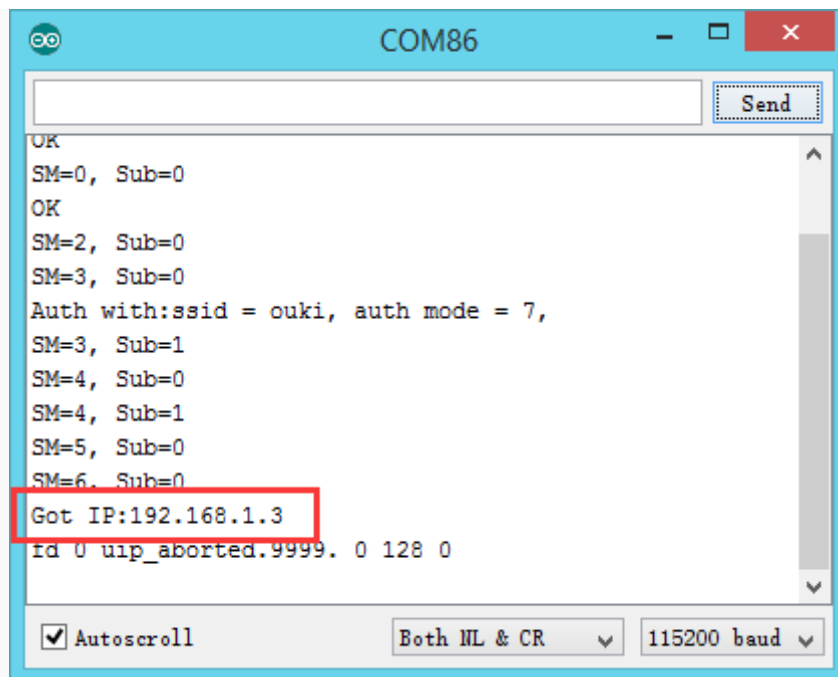 COM86
Send
OK
SM=0, Sub=0
OK
SM=2, Sub=0
SM=3, Sub=0
Auth with:ssid = ouki, auth mode = 7,
SM=3, Sub=1
SM=4, Sub=0
SM=4, Sub=1
SM=5, Sub=0
SM=6, Sub=0
Got IP:192.168.1.3
fd 0 uip_aborted.9999. 0 128 0
Autoscroll
Both NL & CR
115200 baud